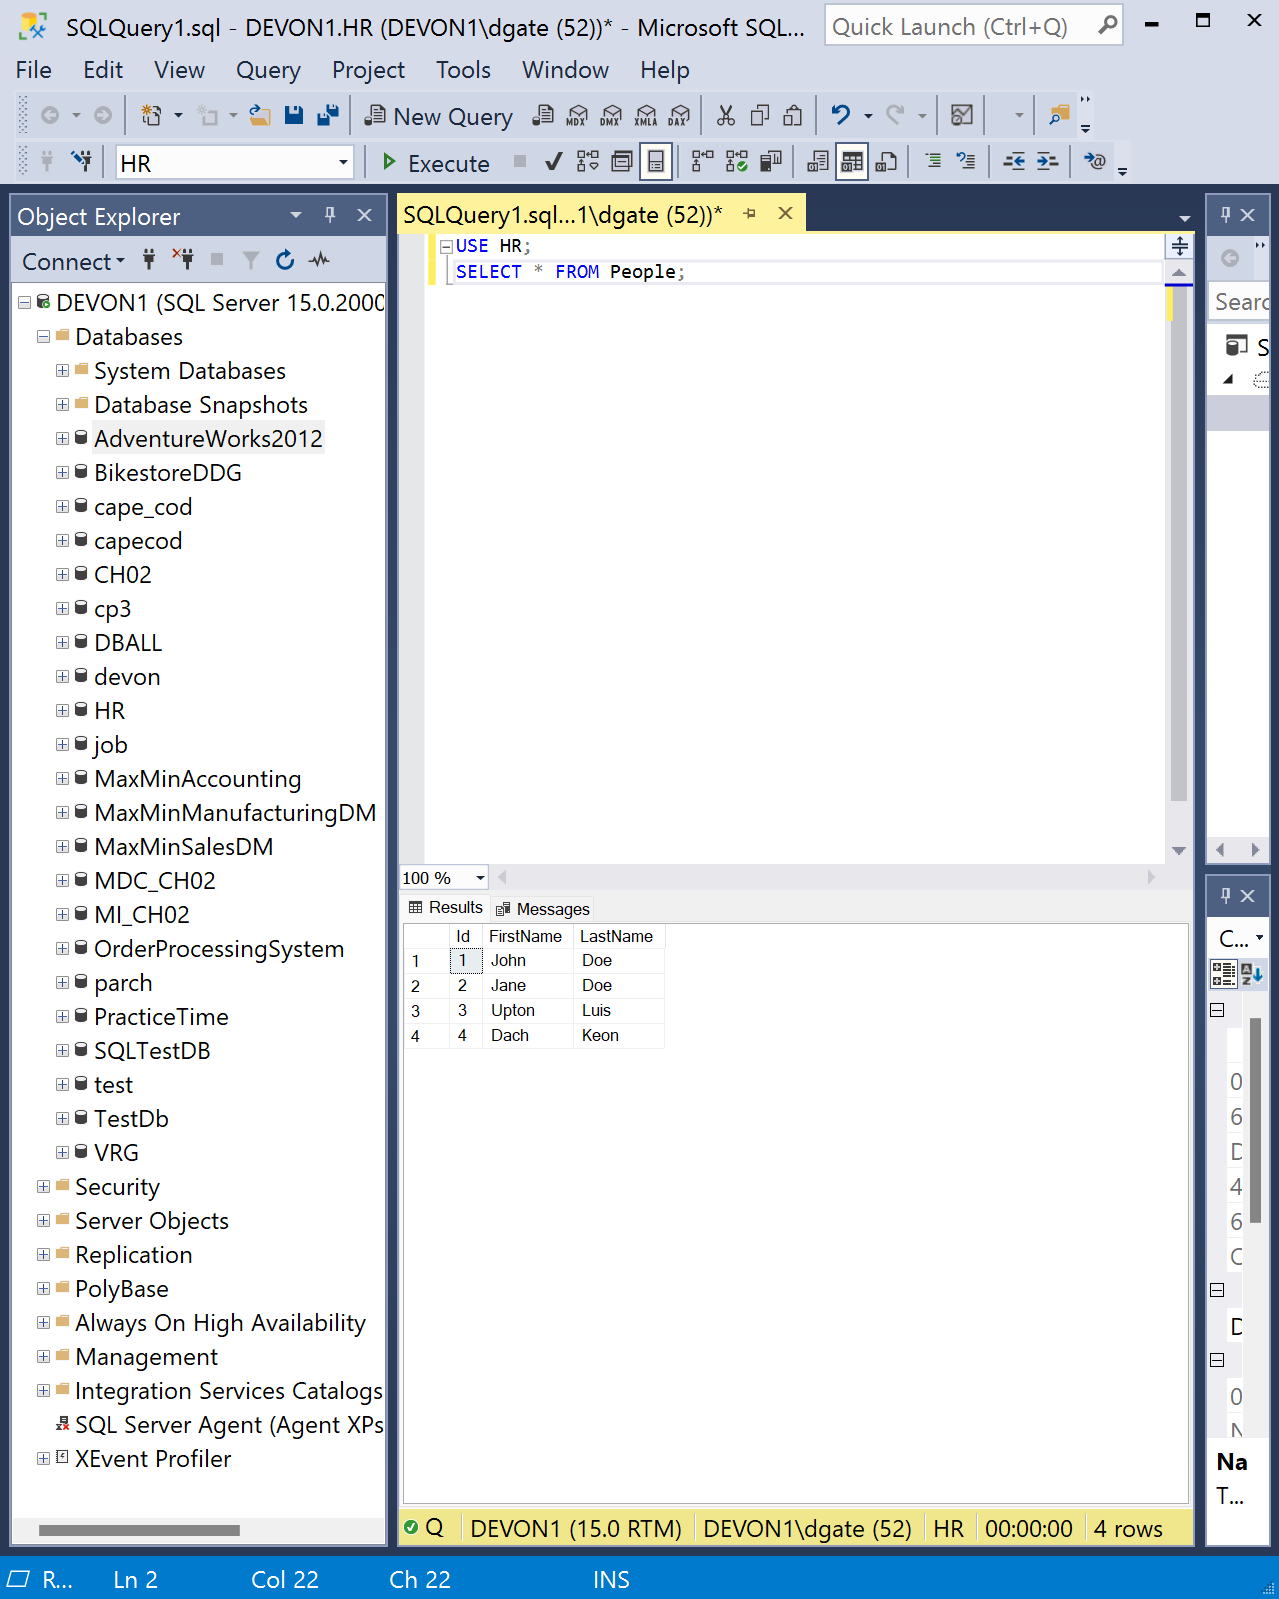 SQLQuery1.sql - DEVON1.HR (DEVON1\dgate (52))* - Microsoft SQL...
Quick Launch (Ctrl+Q)
File Edit View Query Project Tools Window Help
New Query MDX DMX XMLA DAX
HR Execute
Object Explorer
Connect
DEVON1 (SQL Server 15.0.2000
Databases
System Databases
Database Snapshots
AdventureWorks2012
BikestoreDDG
cape_cod
capecod
CH02
cp3
DBALL
devon
HR
job
MaxMinAccounting
MaxMinManufacturingDM
MaxMinSalesDM
MDC_CH02
MI_CH02
OrderProcessingSystem
parch
PracticeTime
SQLTestDB
test
TestDb
VRG
Security
Server Objects
Replication
PolyBase
Always On High Availability
Management
Integration Services Catalogs
SQL Server Agent (Agent XPs
XEvent Profiler
SQLQuery1.sql...1\dgate (52))*
USE HR;
SELECT * FROM People;
100 %
Results Messages
Id FirstName LastName
1 1 John Doe
2 2 Jane Doe
3 3 Upton Luis
4 4 Dach Keon
Q DEVON1 (15.0 RTM) DEVON1\dgate (52) HR 00:00:00 4 rows
Searc
S
C...
0
6
D
4
6
C
D
0
N
Na
T...
R... Ln 2 Col 22 Ch 22 INS